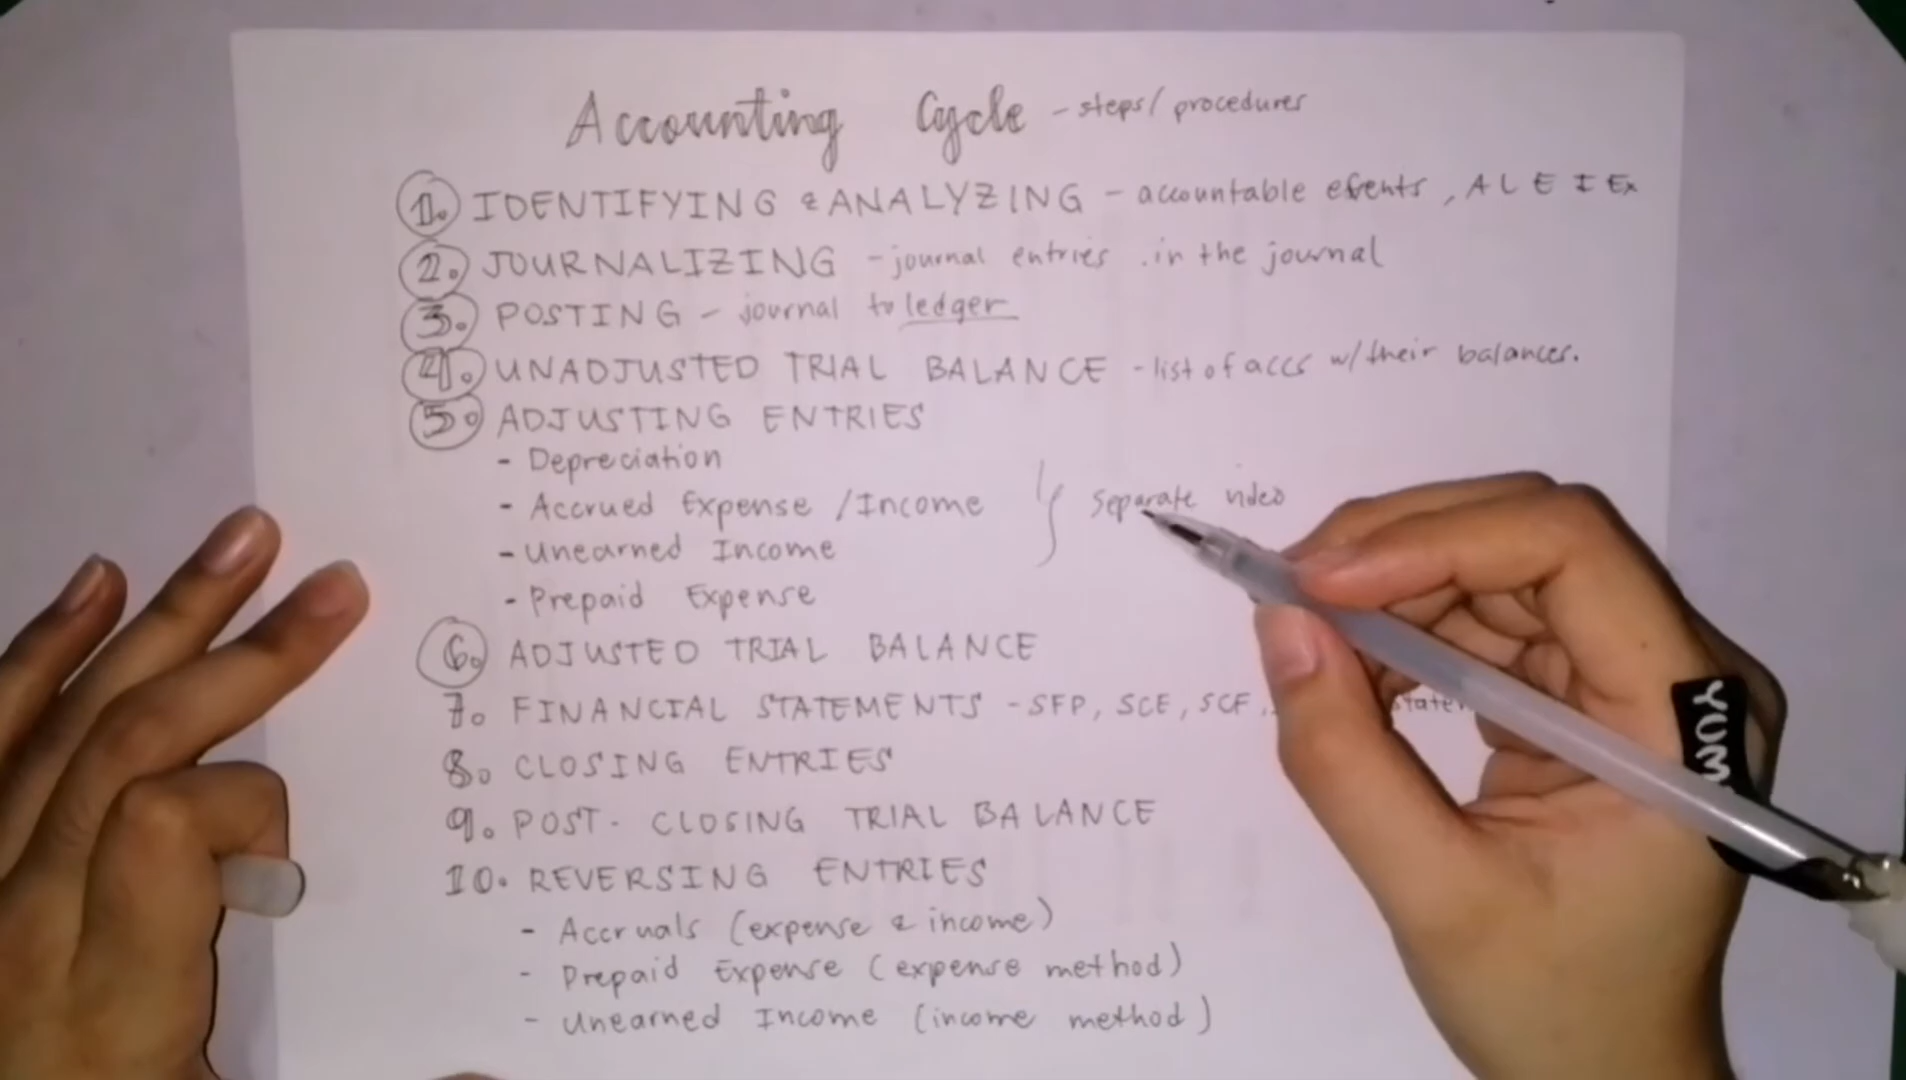 Accounting Cycle - steps/procedures
1. IDENTIFYING & ANALYZING - accountable events, A L E I Ex
2. JOURNALIZING - journal entries . in the journal
3. POSTING - journal to ledger
4. UNADJUSTED TRIAL BALANCE - list of accs w/their balances.
5. ADJUSTING ENTRIES
- Depreciation
- Accrued Expense /Income } Separate video
- Unearned Income
- Prepaid Expense
6. ADJUSTED TRIAL BALANCE
7. FINANCIAL STATEMENTS - SFP, SCE, SCF,
8. CLOSING ENTRIES
9. POST-CLOSING TRIAL BALANCE
10. REVERSING ENTRIES
- Accruals (expense & income)
- Prepaid Expense (expense method)
- Unearned Income (income method)